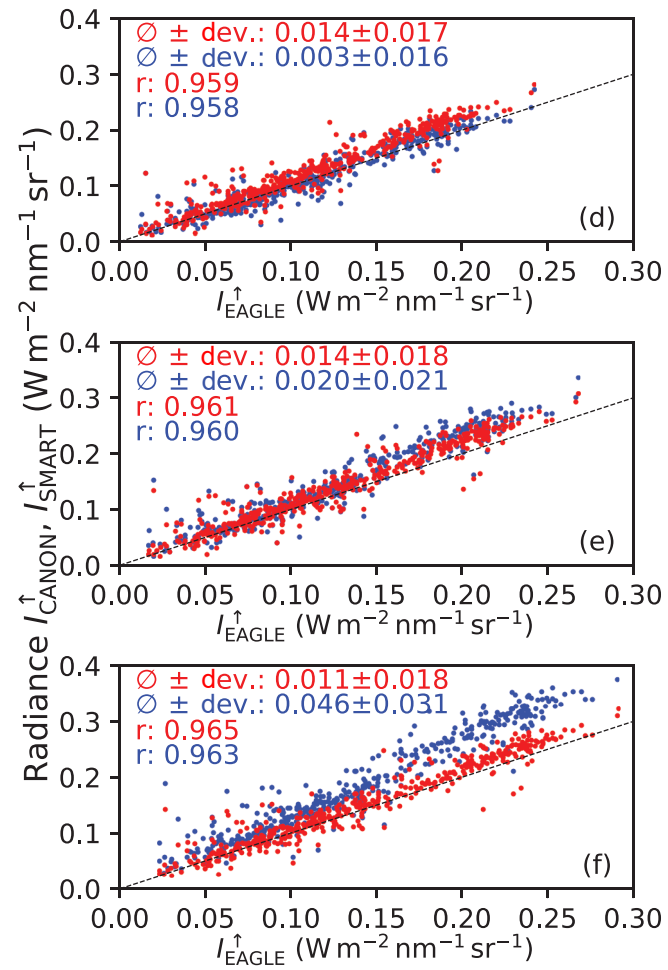 Radiance I↑CANON, I↑SMART (W m−2 nm−1 sr−1)
0.4
0.3
0.2
0.1
0.0
∅ ± dev.: 0.014±0.017
∅ ± dev.: 0.003±0.016
r: 0.959
r: 0.958
(d)
0.00 0.05 0.10 0.15 0.20 0.25 0.30
I↑EAGLE (W m−2 nm−1 sr−1)
0.4
0.3
0.2
0.1
0.0
∅ ± dev.: 0.014±0.018
∅ ± dev.: 0.020±0.021
r: 0.961
r: 0.960
(e)
0.00 0.05 0.10 0.15 0.20 0.25 0.30
I↑EAGLE (W m−2 nm−1 sr−1)
0.4
0.3
0.2
0.1
0.0
∅ ± dev.: 0.011±0.018
∅ ± dev.: 0.046±0.031
r: 0.965
r: 0.963
(f)
0.00 0.05 0.10 0.15 0.20 0.25 0.30
I↑EAGLE (W m−2 nm−1 sr−1)